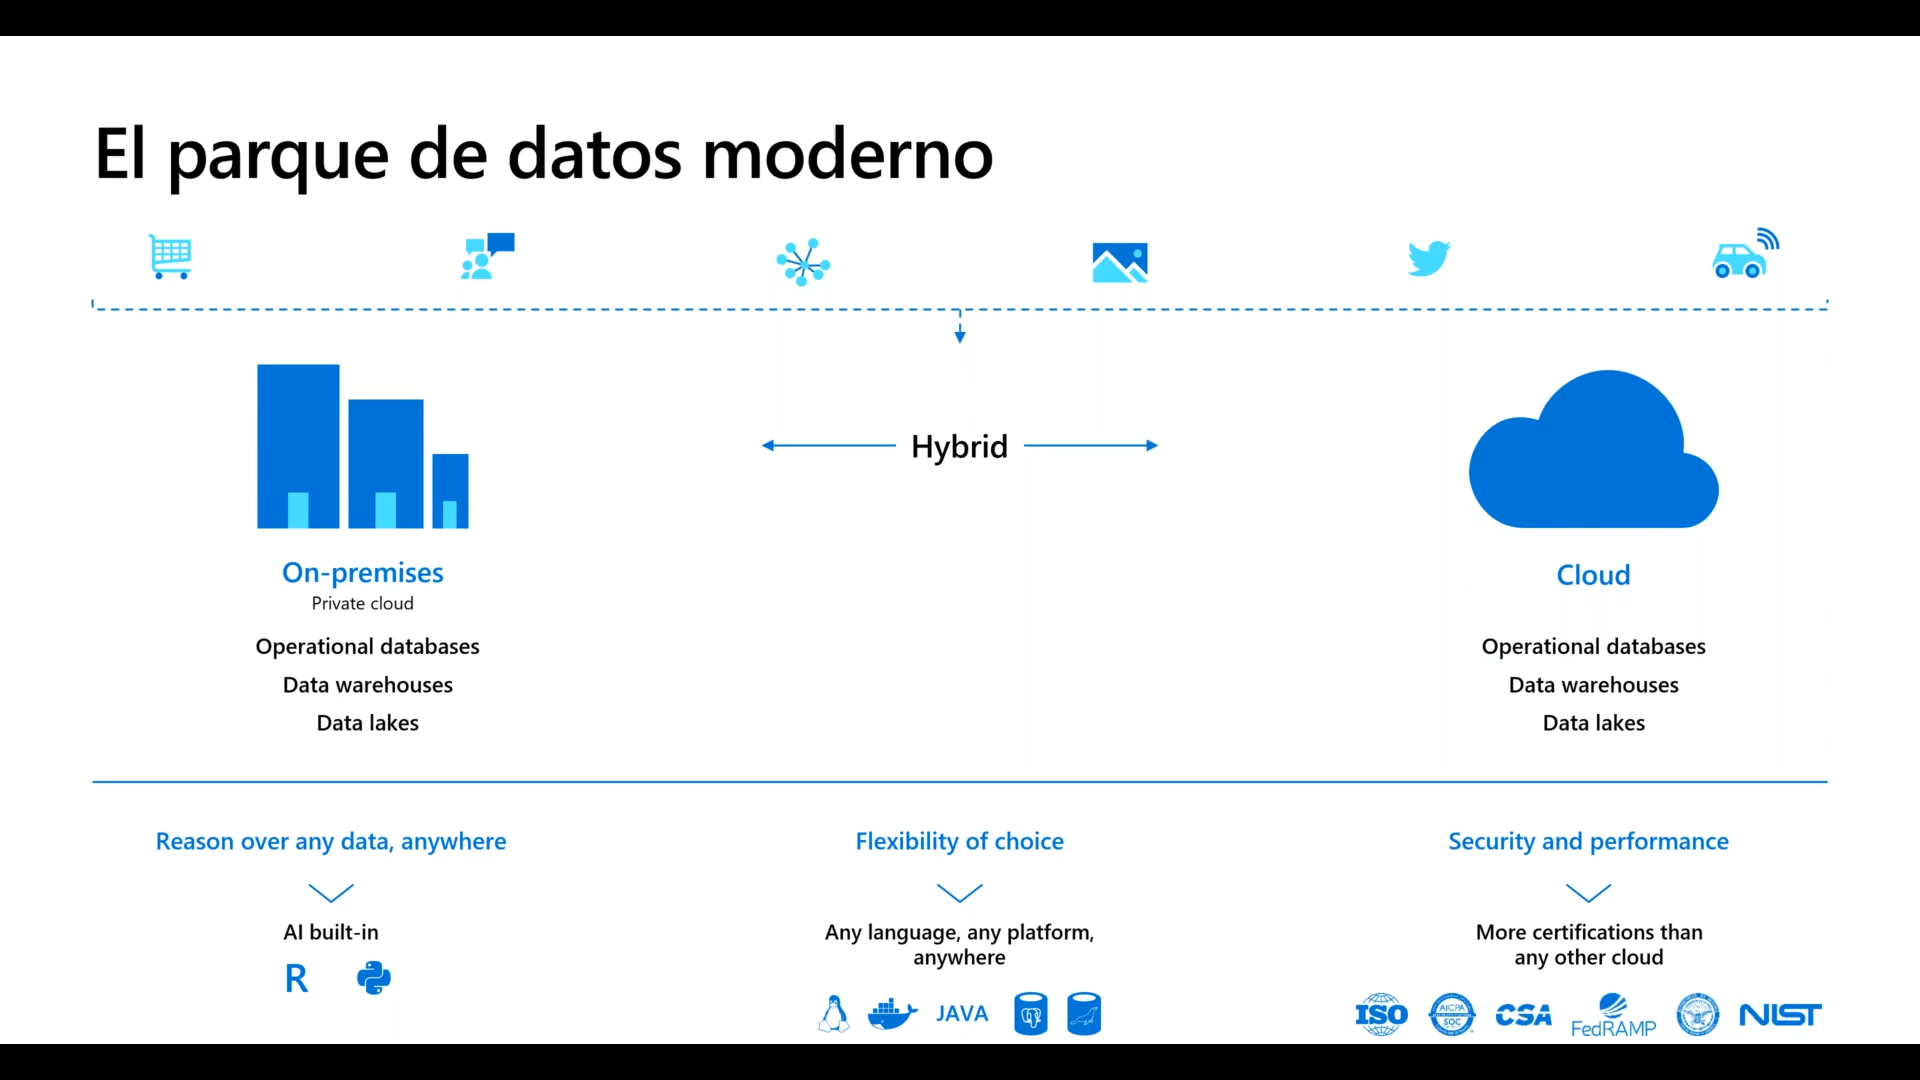 El parque de datos moderno
Hybrid
On-premises
Private cloud
Operational databases
Data warehouses
Data lakes
Cloud
Operational databases
Data warehouses
Data lakes
Reason over any data, anywhere
AI built-in
R
Flexibility of choice
Any language, any platform,
anywhere
JAVA
Security and performance
More certifications than
any other cloud
ISO
AICPA
SOC
CSA
FedRAMP
NIST